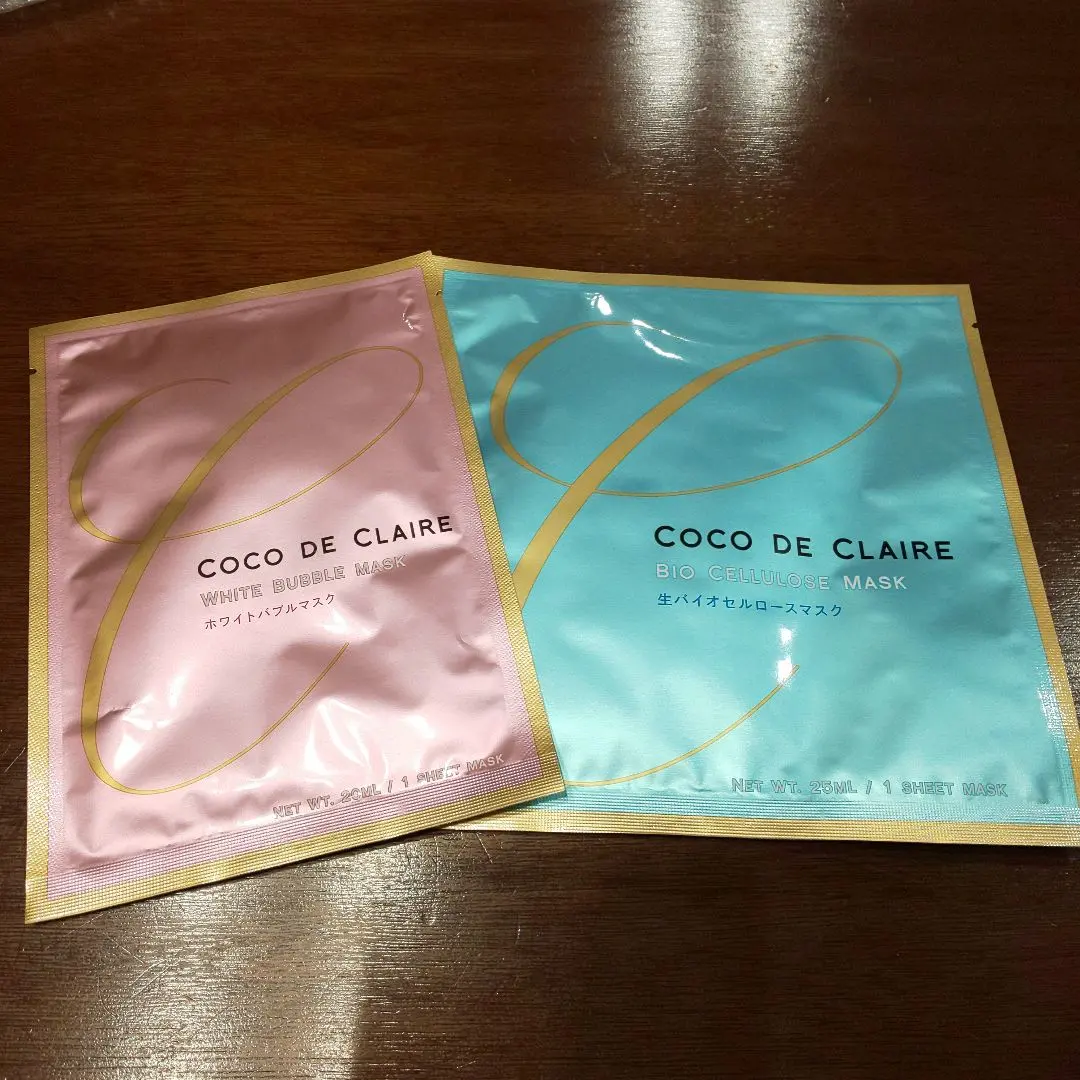 COCO DE CLAIRE
WHITE BUBBLE MASK
ホワイトバブルマスク
NET WT. 20ML / 1 SHEET MASK
COCO DE CLAIRE
BIO CELLULOSE MASK
生バイオセルロースマスク
NET WT. 25ML / 1 SHEET MASK